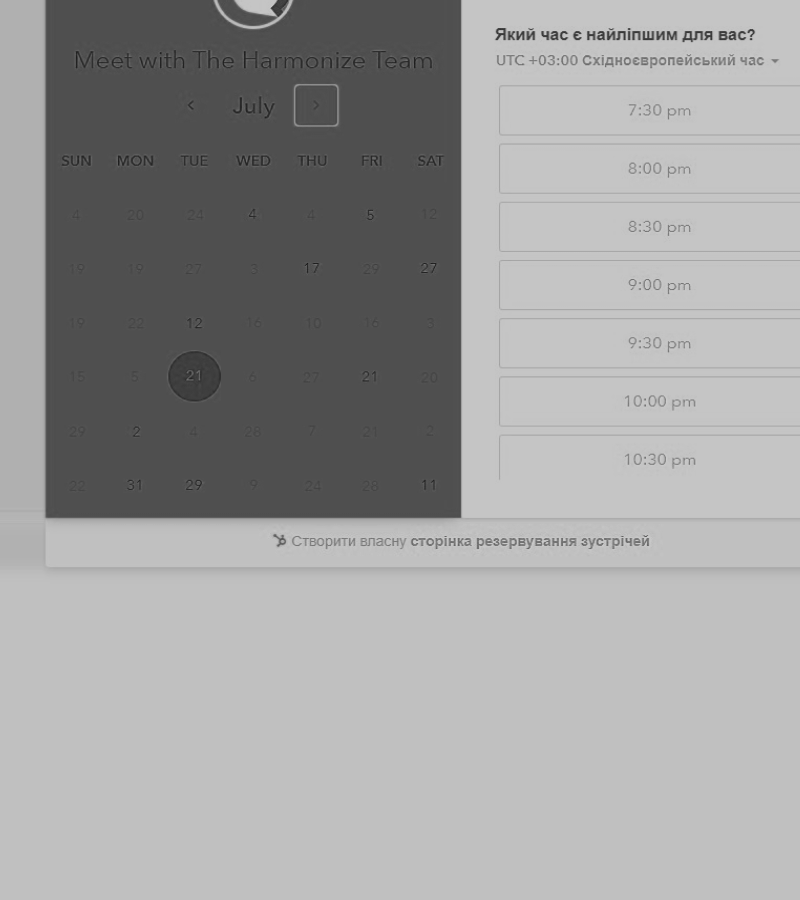 Meet with The Harmonize Team
July
SUN MON TUE WED THU FRI SAT
4 20 24 4 4 5 12
19 19 27 3 17 29 27
19 22 12 16 10 16 3
15 5 21 6 27 21 20
29 2 4 28 7 21 2
22 31 29 9 24 28 11
Який час є найліпшим для вас?
UTC +03:00 Східноєвропейський час
7:30 pm
8:00 pm
8:30 pm
9:00 pm
9:30 pm
10:00 pm
10:30 pm
Створити власну сторінка резервування зустрічей